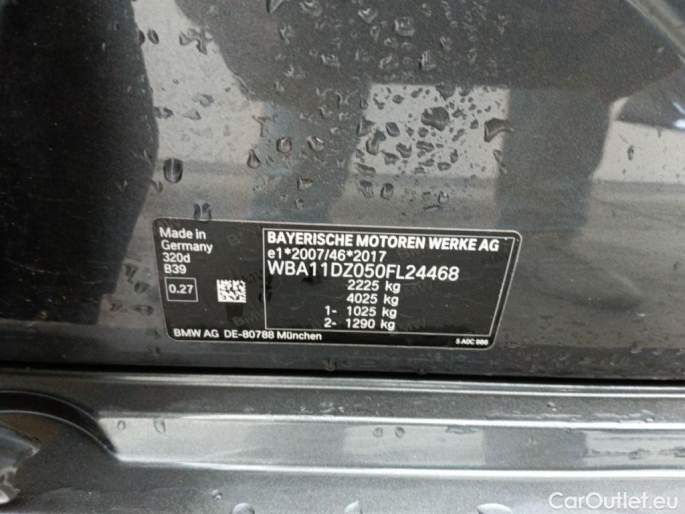 Made in
Germany
320d
B39
0.27
BAYERISCHE MOTOREN WERKE AG
e1*2007/46*2017
WBA11DZ050FL24468
2225 kg
4025 kg
1- 1025 kg
2- 1290 kg
BMW AG DE-80788 München
CarOutlet.eu